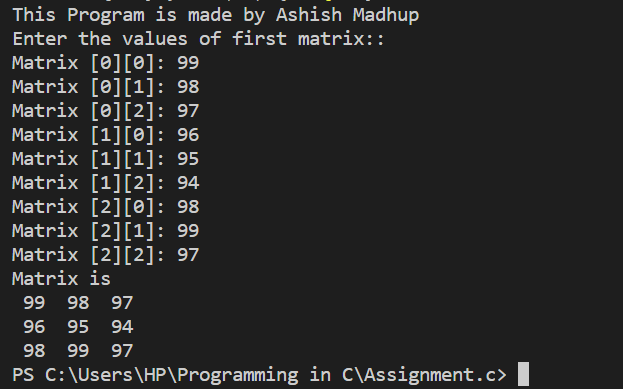 This Program is made by Ashish Madhup
Enter the values of first matrix::
Matrix [0][0]: 99
Matrix [0][1]: 98
Matrix [0][2]: 97
Matrix [1][0]: 96
Matrix [1][1]: 95
Matrix [1][2]: 94
Matrix [2][0]: 98
Matrix [2][1]: 99
Matrix [2][2]: 97
Matrix is
 99  98  97
 96  95  94
 98  99  97
PS C:\Users\HP\Programming in C\Assignment.c>